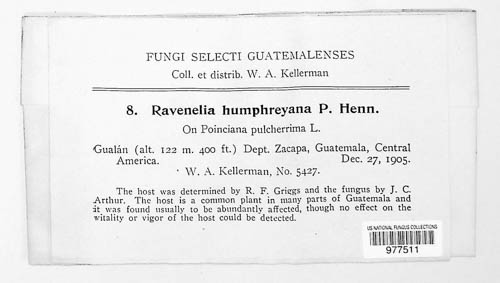 FUNGI SELECTI GUATEMALENSES
Coll. et distrib. W. A. Kellerman
8. Ravenelia humphreyana P. Henn.
On Poinciana pulcherrima L.
Gualán (alt. 122 m. 400 ft.) Dept. Zacapa, Guatemala, Central
America. Dec. 27, 1905.
W. A. Kellerman, No. 5427.
The host was determined by R. F. Griggs and the fungus by J. C.
Arthur. The host is a common plant in many parts of Guatemala and
it was found usually to be abundantly affected, though no effect on the
vitality or vigor of the host could be detected.
US NATIONAL FUNGUS COLLECTIONS
977511